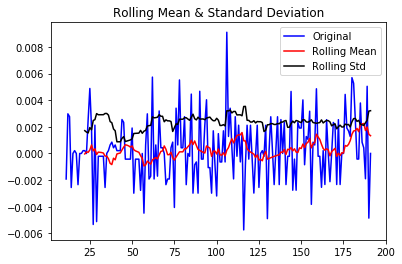 Rolling Mean & Standard Deviation
Original
Rolling Mean
Rolling Std
0.008
0.006
0.004
0.002
0.000
−0.002
−0.004
−0.006
25 50 75 100 125 150 175 200